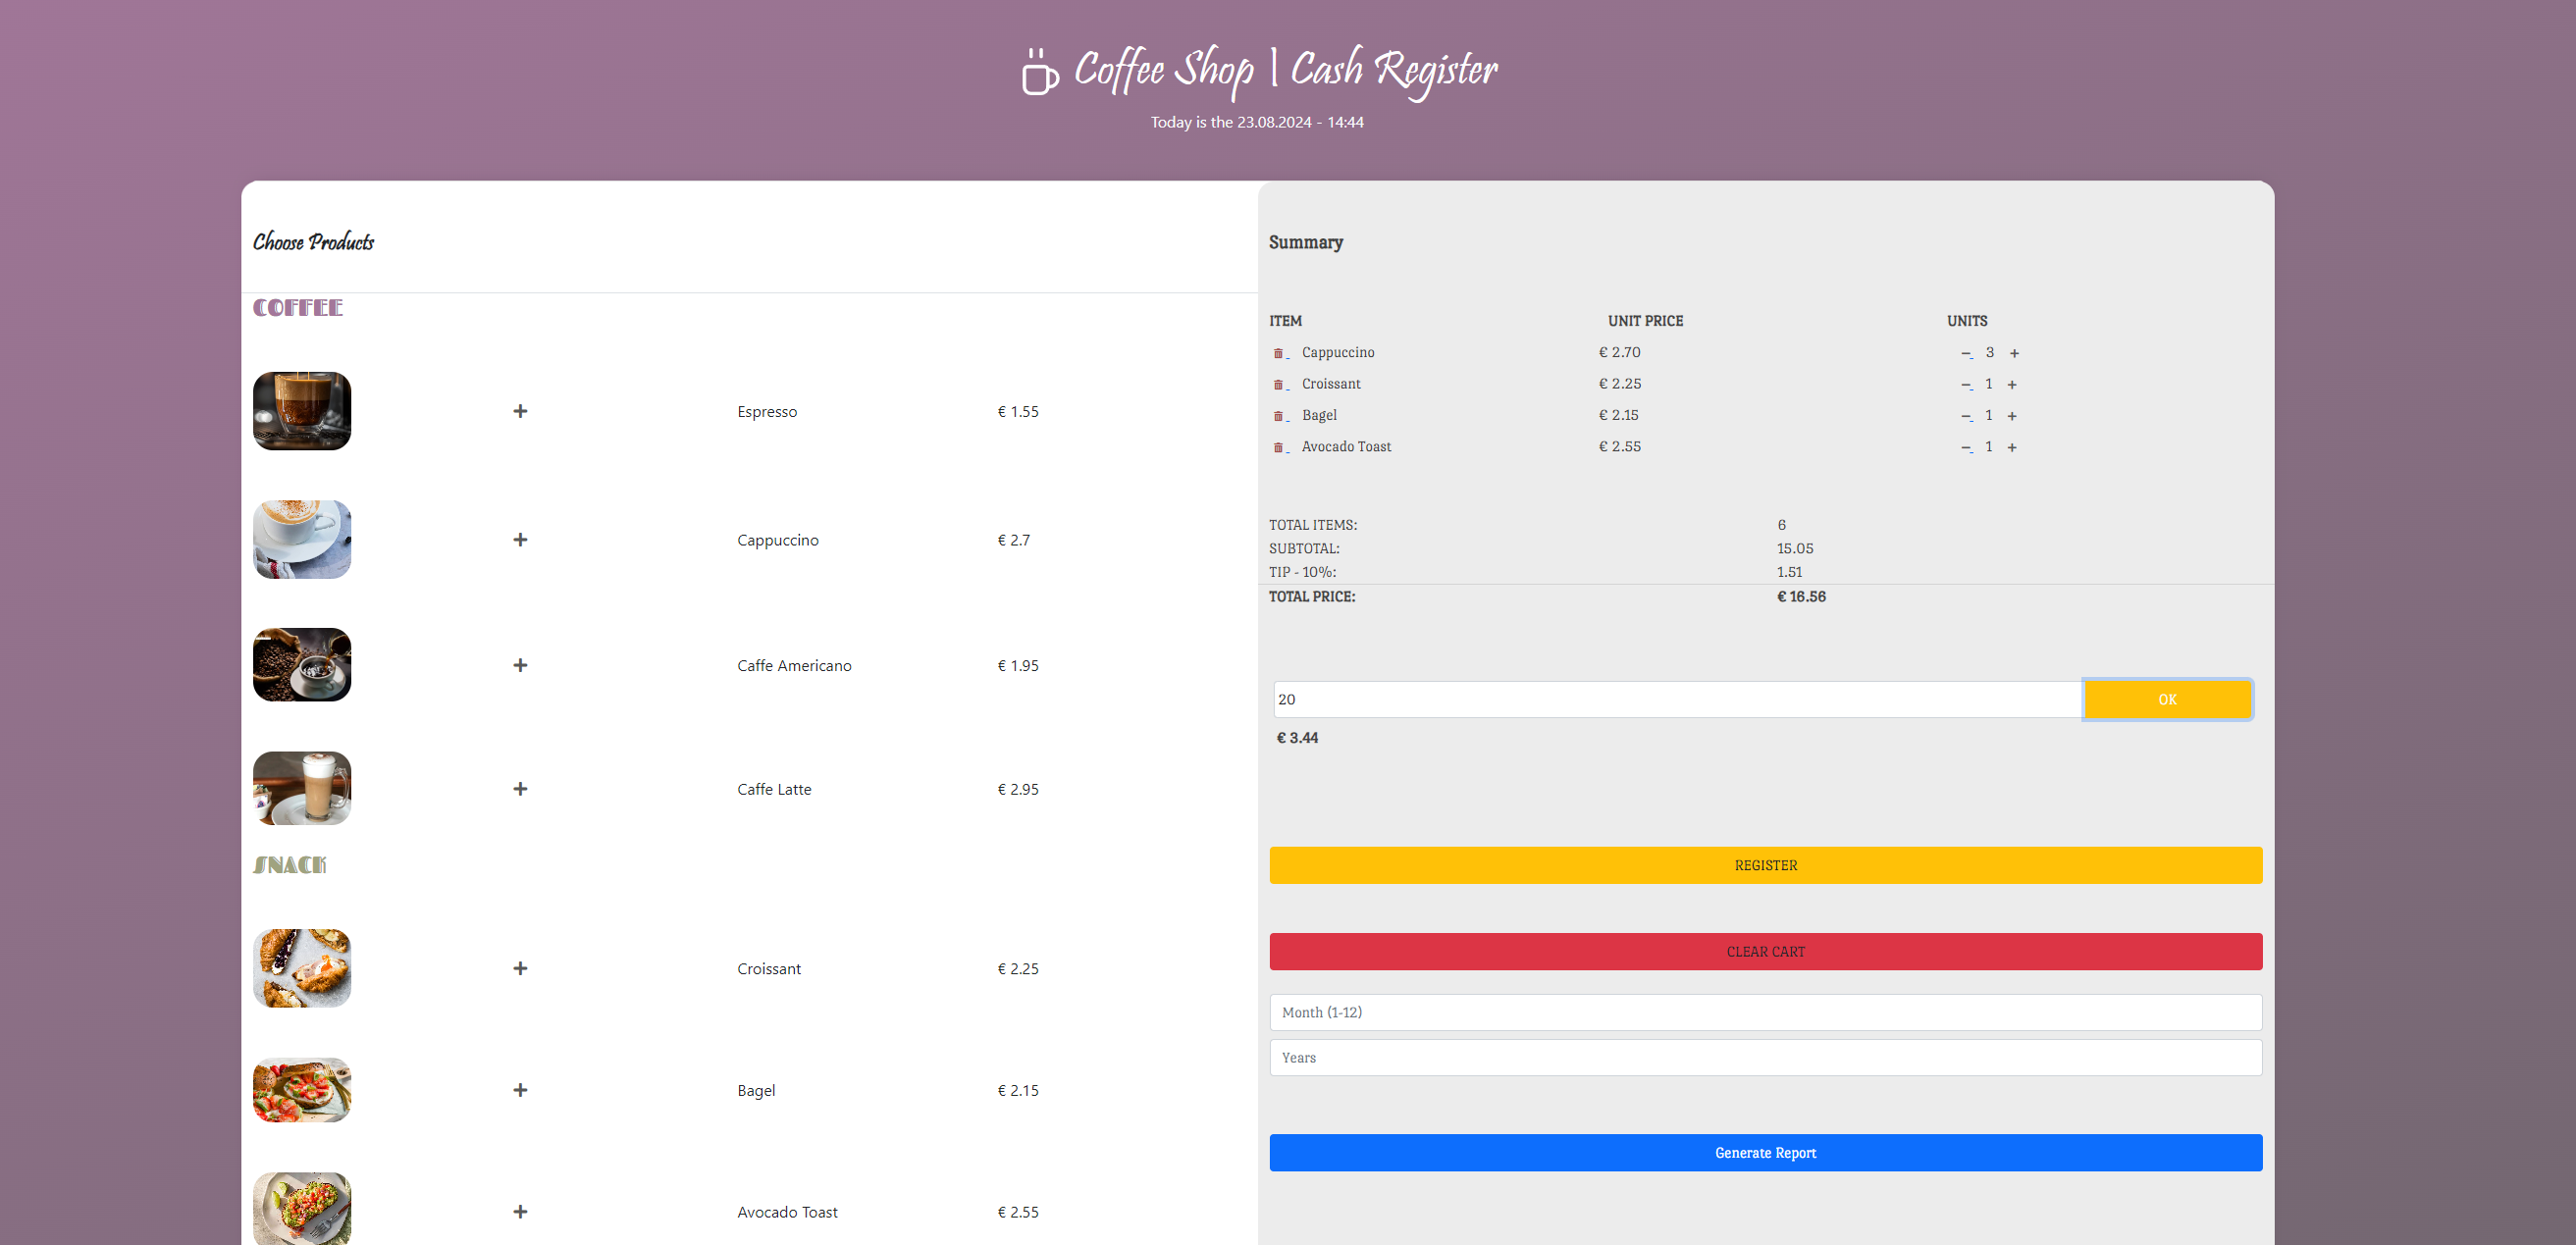 Coffee Shop | Cash Register
Today is the 23.08.2024 - 14:44
Choose Products
COFFEE
Espresso € 1.55
Cappuccino € 2.7
Caffe Americano € 1.95
Caffe Latte € 2.95
SNACK
Croissant € 2.25
Bagel € 2.15
Avocado Toast € 2.55
Summary
ITEM UNIT PRICE UNITS
Cappuccino € 2.70 − 3 +
Croissant € 2.25 − 1 +
Bagel € 2.15 − 1 +
Avocado Toast € 2.55 − 1 +
TOTAL ITEMS: 6
SUBTOTAL: 15.05
TIP - 10%: 1.51
TOTAL PRICE: € 16.56
20 OK
€ 3.44
REGISTER
CLEAR CART
Month (1-12)
Years
Generate Report